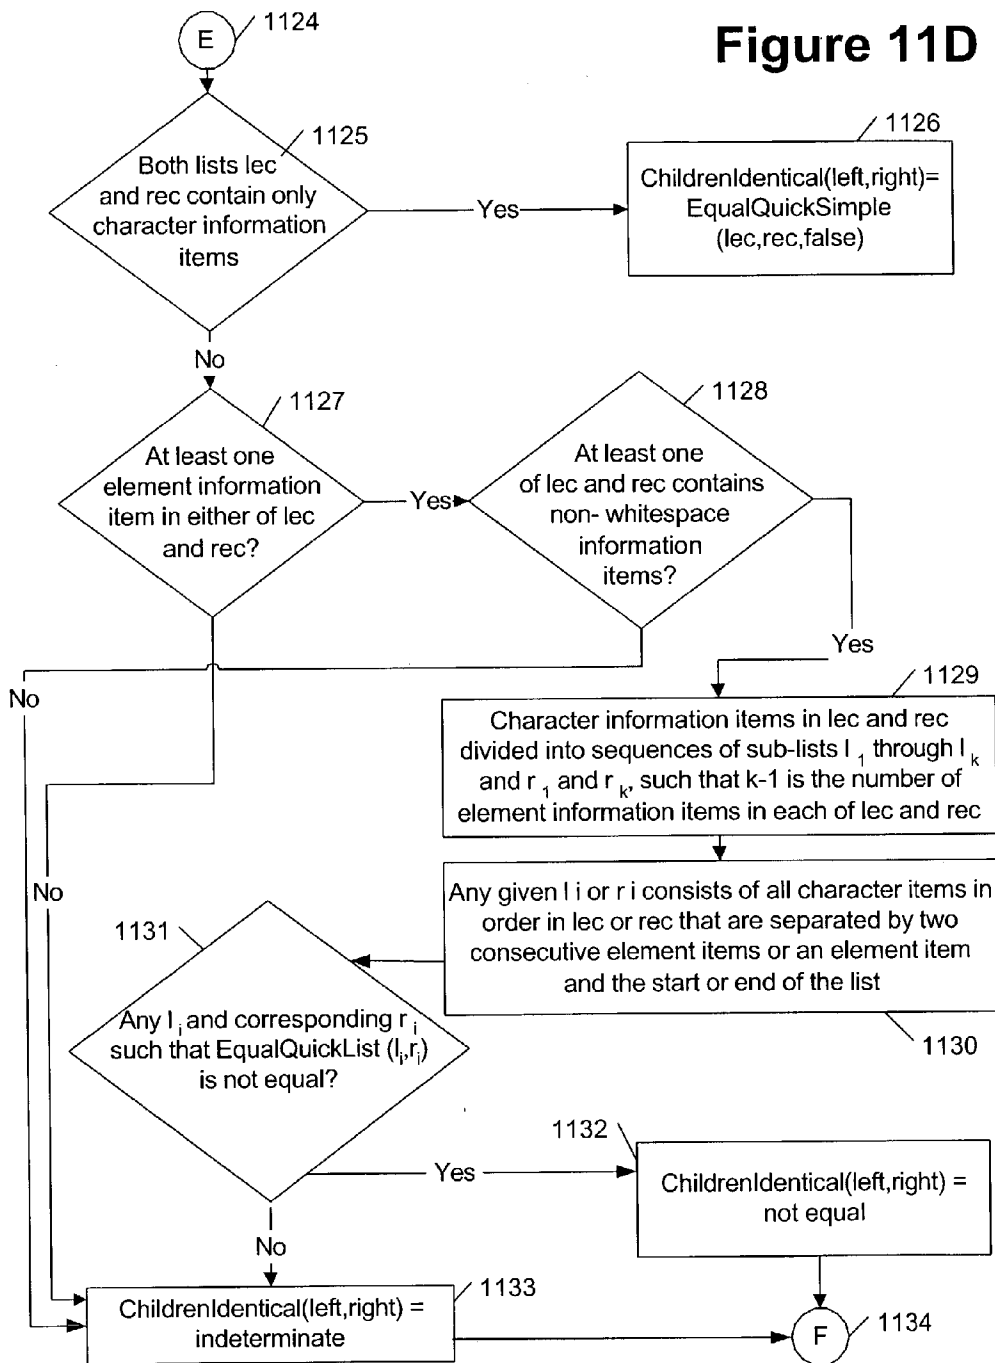 Figure 11D
E
1124
1125
Both lists lec
and rec contain only
character information
items
Yes
1126
ChildrenIdentical(left,right)=
EqualQuickSimple
(lec,rec,false)
No
1127
At least one
element information
item in either of lec
and rec?
Yes
1128
At least one
of lec and rec contains
non- whitespace
information
items?
Yes
No
1129
Character information items in lec and rec
divided into sequences of sub-lists l 1 through l k
and r 1 and r k, such that k-1 is the number of
element information items in each of lec and rec
No
Any given l i or r i consists of all character items in
order in lec or rec that are separated by two
consecutive element items or an element item
and the start or end of the list
1130
1131
Any l i and corresponding r i
such that EqualQuickList (l i,r i)
is not equal?
Yes
1132
ChildrenIdentical(left,right) =
not equal
No
1133
ChildrenIdentical(left,right) =
indeterminate
F
1134